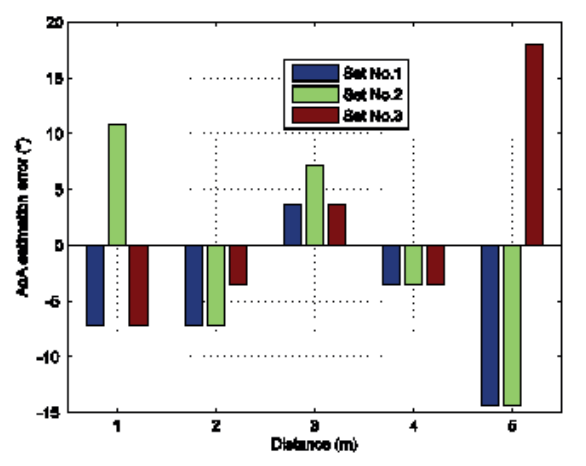 20
15
10
5
0
-5
-10
-15
AoA estimation error (°)
Set No.1
Set No.2
Set No.3
1 2 3 4 5
Distance (m)